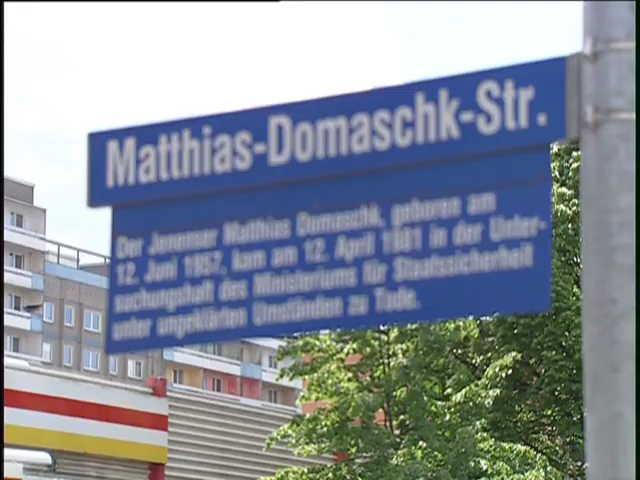 Matthias-Domaschk-Str.
Der Jenenser Matthias Domaschk, geboren am
12. Juni 1957, kam am 12. April 1981 in der Unter-
suchungshaft des Ministeriums für Staatssicherheit
unter ungeklärten Umständen zu Tode.